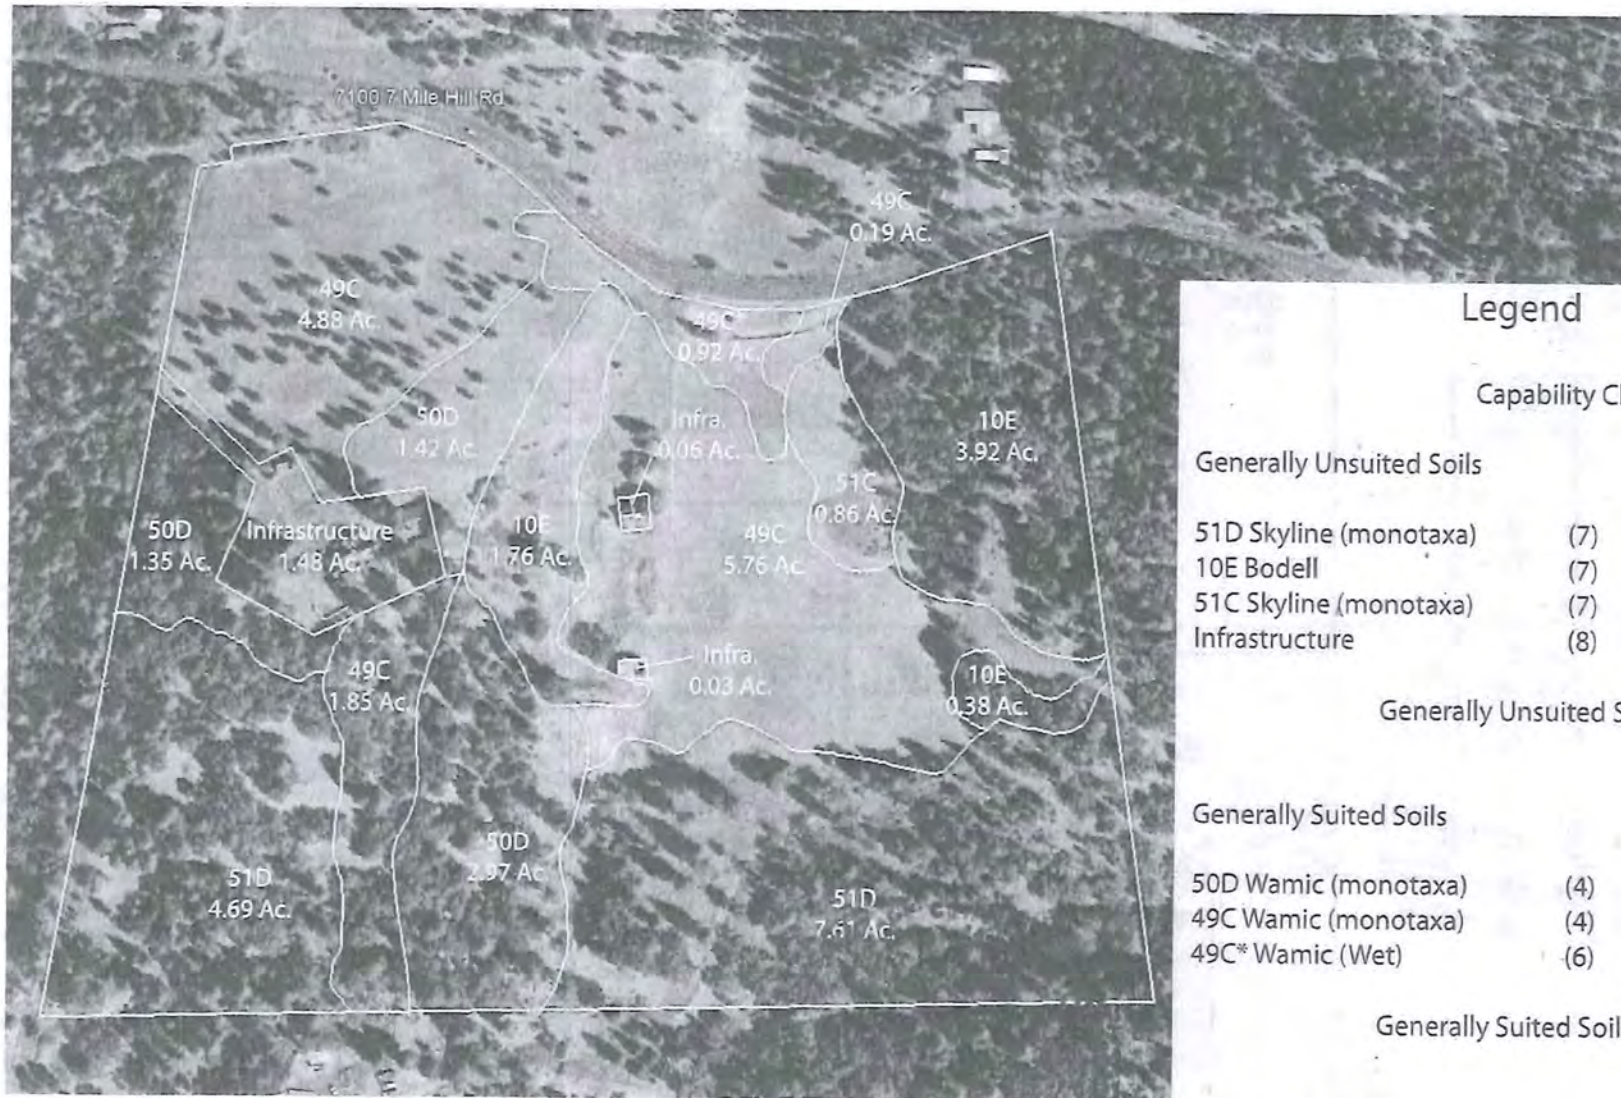 7100 7 Mile Hill Rd
49C
0.19 Ac.
49C
4.88 Ac.
49C
0.92 Ac.
50D
1.42 Ac.
Infra.
0.06 Ac.
10E
3.92 Ac.
51C
0.86 Ac.
50D
1.35 Ac.
Infrastructure
1.48 Ac.
10E
1.76 Ac.
49C
5.76 Ac.
49C
1.85 Ac.
Infra.
0.03 Ac.
10E
0.38 Ac.
50D
2.97 Ac
51D
4.69 Ac.
51D
7.61 Ac.
Legend
Capability Cl
Generally Unsuited Soils
51D Skyline (monotaxa) (7)
10E Bodell (7)
51C Skyline (monotaxa) (7)
Infrastructure (8)
Generally Unsuited S
Generally Suited Soils
50D Wamic (monotaxa) (4)
49C Wamic (monotaxa) (4)
49C* Wamic (Wet) (6)
Generally Suited Soil